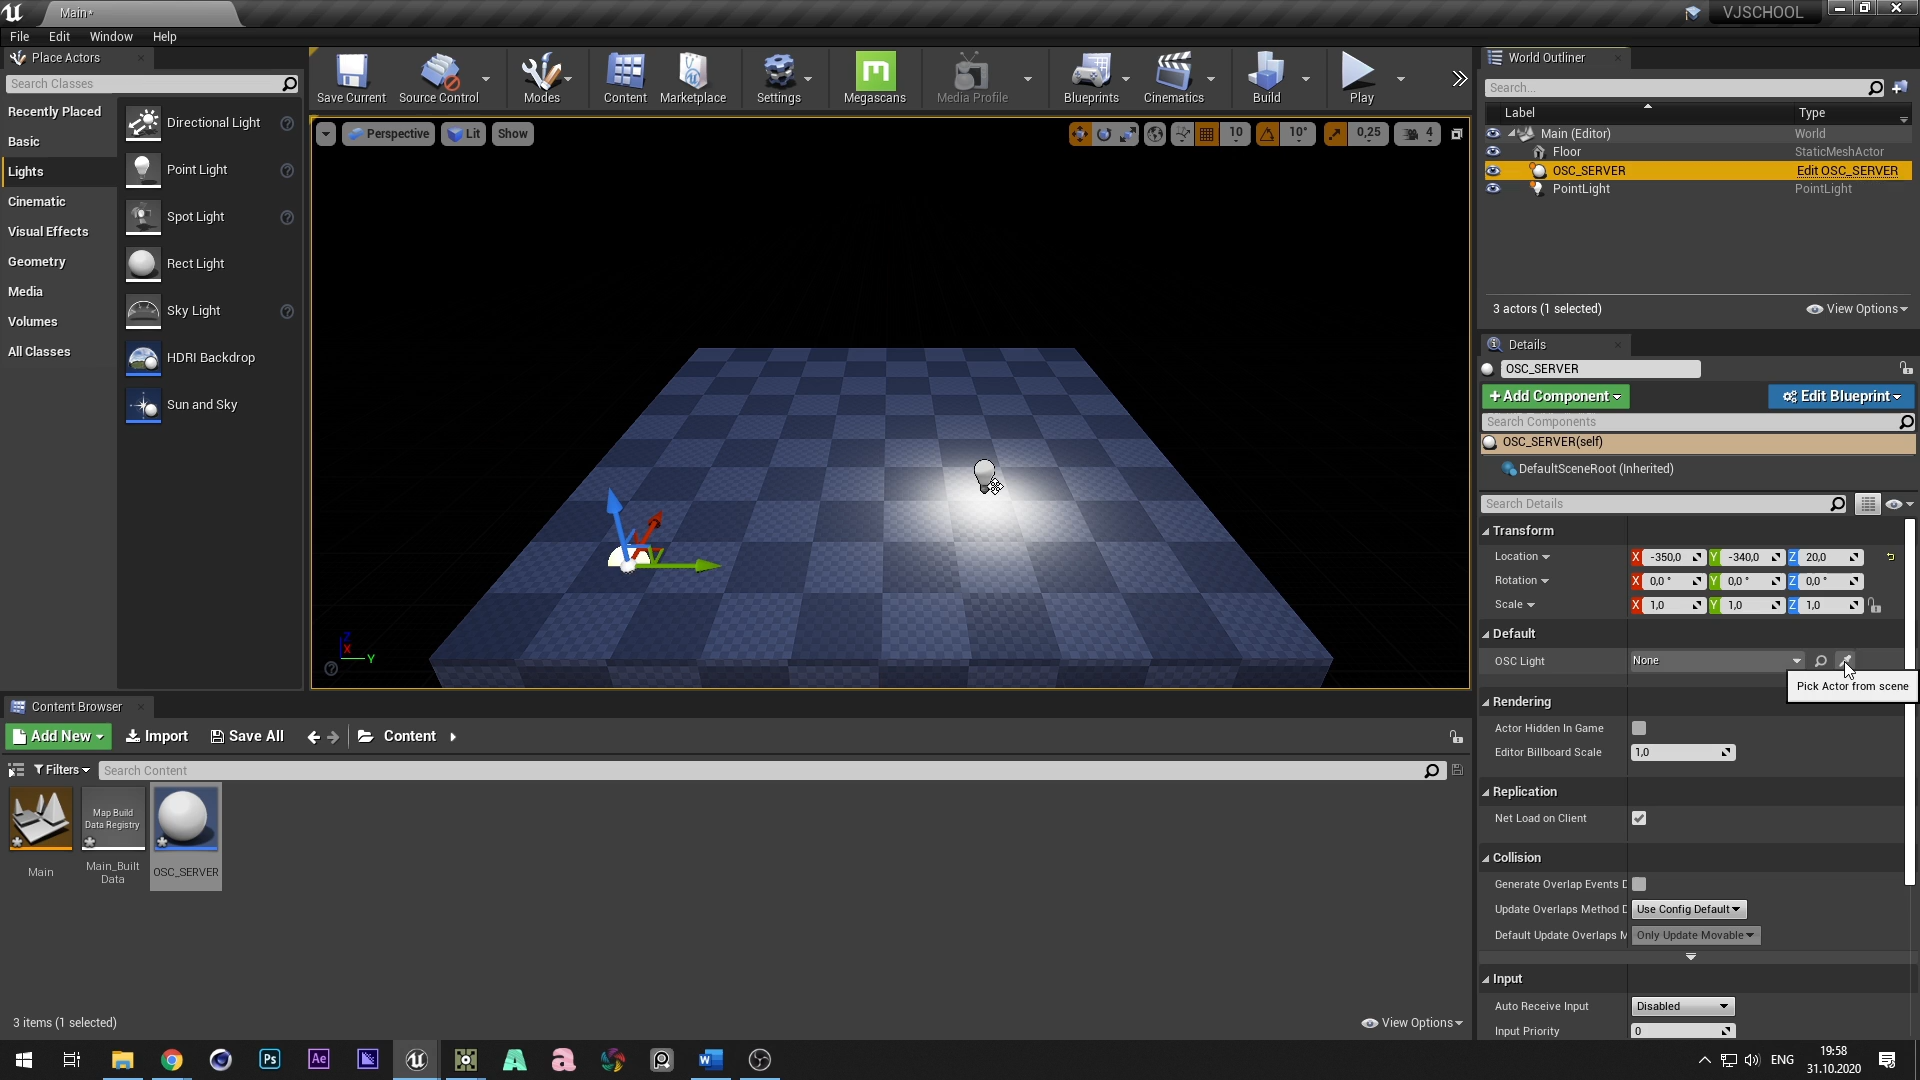 Main*
VJSCHOOL
File Edit Window Help
Place Actors
Search Classes
Recently Placed
Basic
Lights
Cinematic
Visual Effects
Geometry
Media
Volumes
All Classes
Directional Light
Point Light
Spot Light
Rect Light
Sky Light
HDRI Backdrop
Sun and Sky
Save Current Source Control Modes Content Marketplace Settings Megascans Media Profile Blueprints Cinematics Build Play
Perspective Lit Show
10 10° 0,25 4
Z
X
Y
World Outliner
Search...
Label Type
Main (Editor) World
Floor StaticMeshActor
OSC_SERVER Edit OSC_SERVER
PointLight PointLight
3 actors (1 selected) View Options
Details
OSC_SERVER
+Add Component Edit Blueprint
Search Components
OSC_SERVER(self)
DefaultSceneRoot (Inherited)
Search Details
Transform
Location X -350,0 Y -340,0 Z 20,0
Rotation X 0,0 ° Y 0,0 ° Z 0,0 °
Scale X 1,0 Y 1,0 Z 1,0
Default
OSC Light None
Pick Actor from scene
Rendering
Actor Hidden In Game
Editor Billboard Scale 1,0
Replication
Net Load on Client
Collision
Generate Overlap Events D
Update Overlaps Method D Use Config Default
Default Update Overlaps M Only Update Movable
Input
Auto Receive Input Disabled
Input Priority 0
Content Browser
Add New Import Save All Content
Filters Search Content
Map Build
Data Registry
Main
Main_Built
Data
OSC_SERVER
3 items (1 selected) View Options
Ps Ae
ENG
19:58
31.10.2020